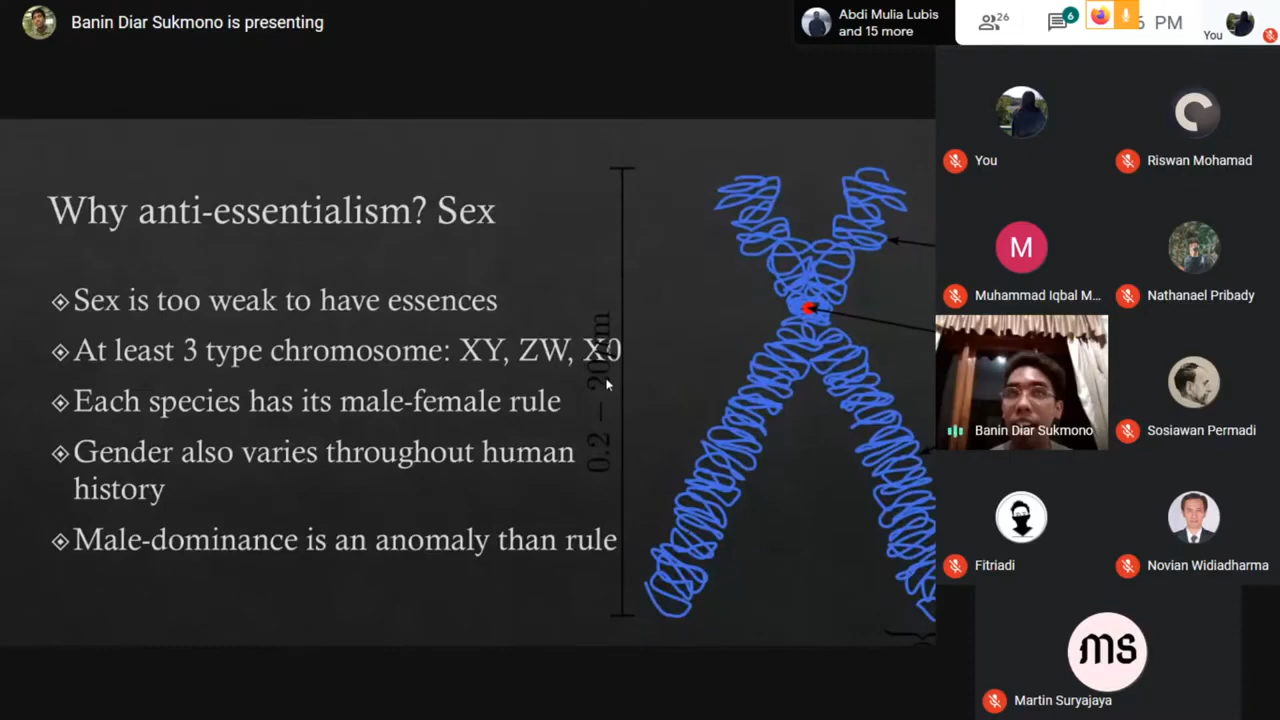 Banin Diar Sukmono is presenting
Abdi Mulia Lubis
and 15 more
26
6
6 PM
You
Why anti-essentialism? Sex
Sex is too weak to have essences
At least 3 type chromosome: XY, ZW, X0
Each species has its male-female rule
Gender also varies throughout human
history
Male-dominance is an anomaly than rule
You
Riswan Mohamad
M
Muhammad Iqbal M...
Nathanael Pribady
Banin Diar Sukmono
Sosiawan Permadi
Fitriadi
Novian Widiadharma
ms
Martin Suryajaya